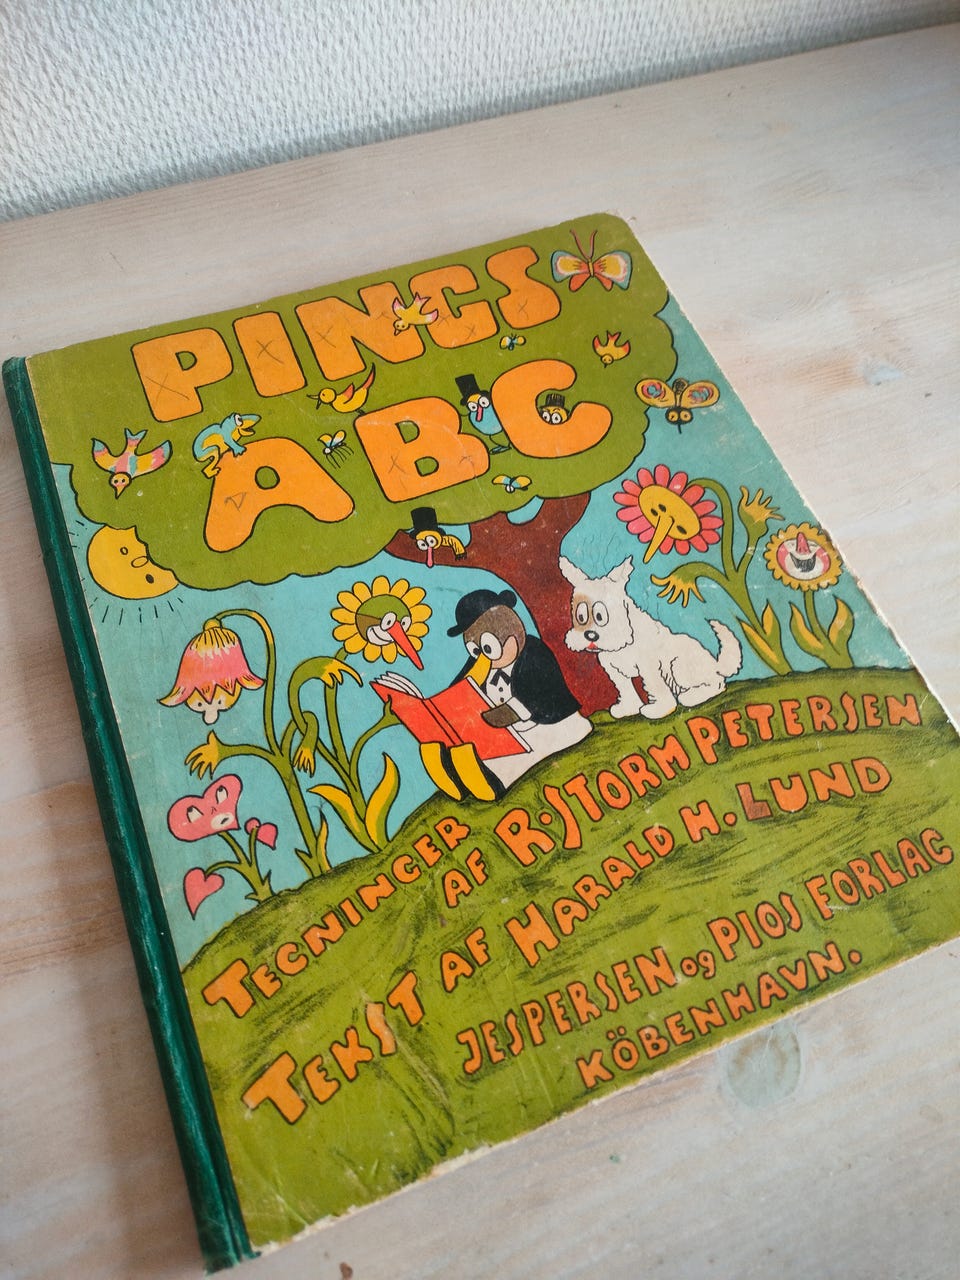 PINGS
ABC
TEGNINGER
AF R. STORM PETERSEN
TEKST AF HARALD H. LUND
JESPERSEN og PIOS FORLAG
KÖBENHAVN.